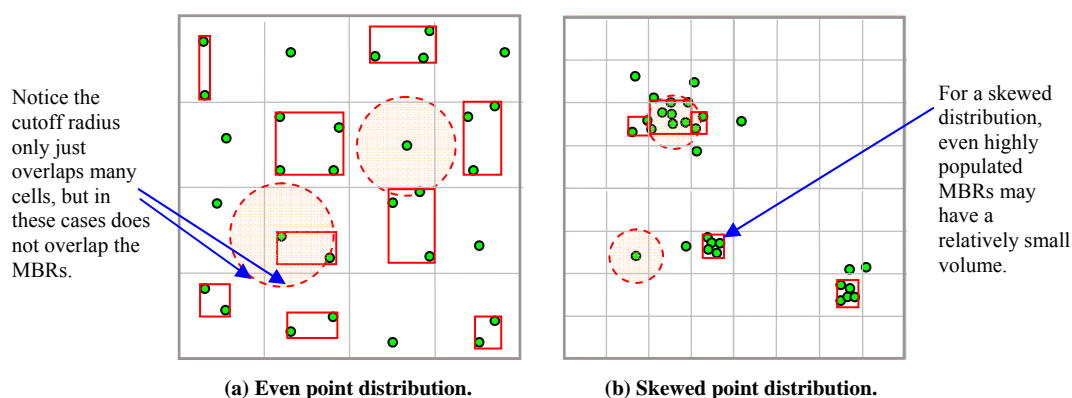 Notice the
cutoff radius
only just
overlaps many
cells, but in
these cases does
not overlap the
MBRs.
For a skewed
distribution,
even highly
populated
MBRs may
have a
relatively small
volume.
(a) Even point distribution.
(b) Skewed point distribution.